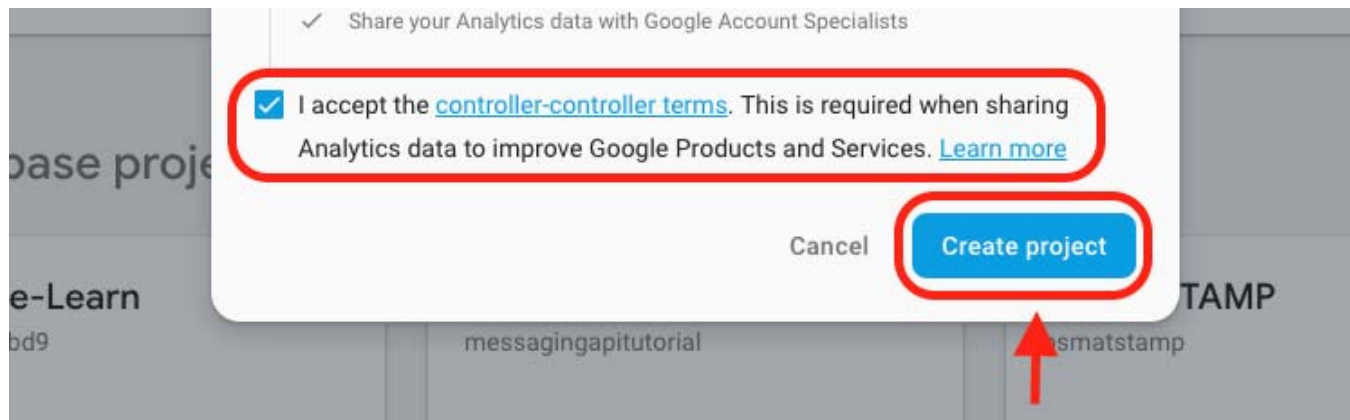 Share your Analytics data with Google Account Specialists
I accept the controller-controller terms. This is required when sharing
Analytics data to improve Google Products and Services. Learn more
base proje
Cancel
Create project
e-Learn
TAMP
bd9
messagingapitutorial
osmatstamp